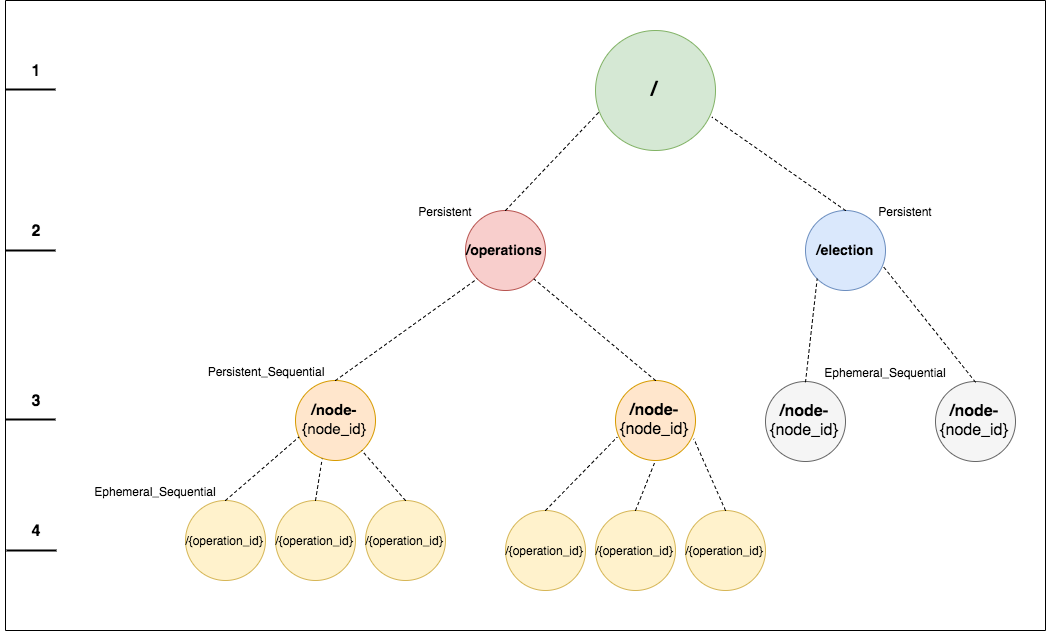 1
/
Persistent
Persistent
2
/operations
/election
Persistent_Sequential
Ephemeral_Sequential
3
/node-
{node_id}
/node-
{node_id}
/node-
{node_id}
/node-
{node_id}
Ephemeral_Sequential
4
/{operation_id}
/{operation_id}
/{operation_id}
/{operation_id}
/{operation_id}
/{operation_id}